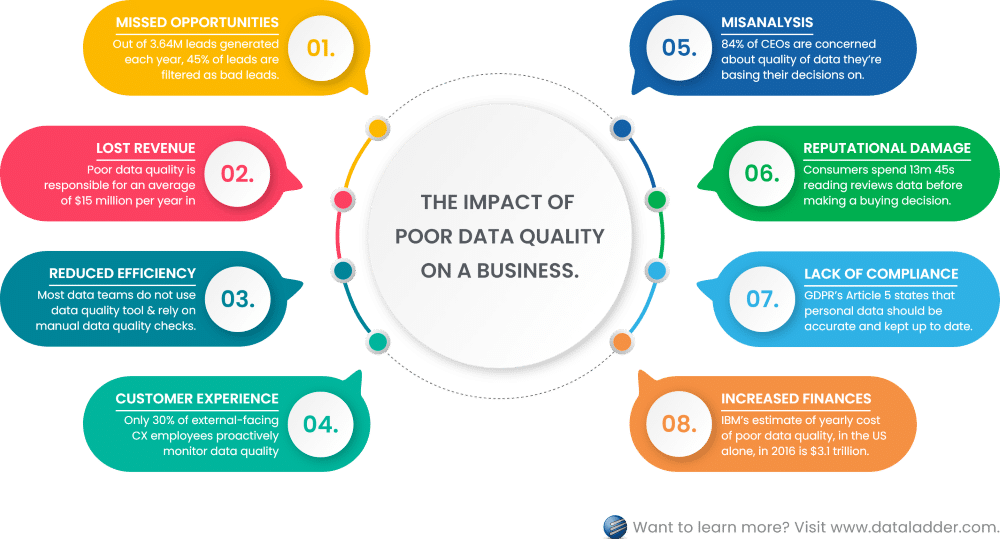 MISSED OPPORTUNITIES
Out of 3.64M leads generated
each year, 45% of leads are
filtered as bad leads.
01.
LOST REVENUE
Poor data quality is
responsible for an average
of $15 million per year in
02.
REDUCED EFFICIENCY
Most data teams do not use
data quality tool & rely on
manual data quality checks.
03.
CUSTOMER EXPERIENCE
Only 30% of external-facing
CX employees proactively
monitor data quality
04.
THE IMPACT OF
POOR DATA QUALITY
ON A BUSINESS.
05.
MISANALYSIS
84% of CEOs are concerned
about quality of data they're
basing their decisions on.
06.
REPUTATIONAL DAMAGE
Consumers spend 13m 45s
reading reviews data before
making a buying decision.
07.
LACK OF COMPLIANCE
GDPR's Article 5 states that
personal data should be
accurate and kept up to date.
08.
INCREASED FINANCES
IBM's estimate of yearly cost
of poor data quality, in the US
alone, in 2016 is $3.1 trillion.
Want to learn more? Visit www.dataladder.com.